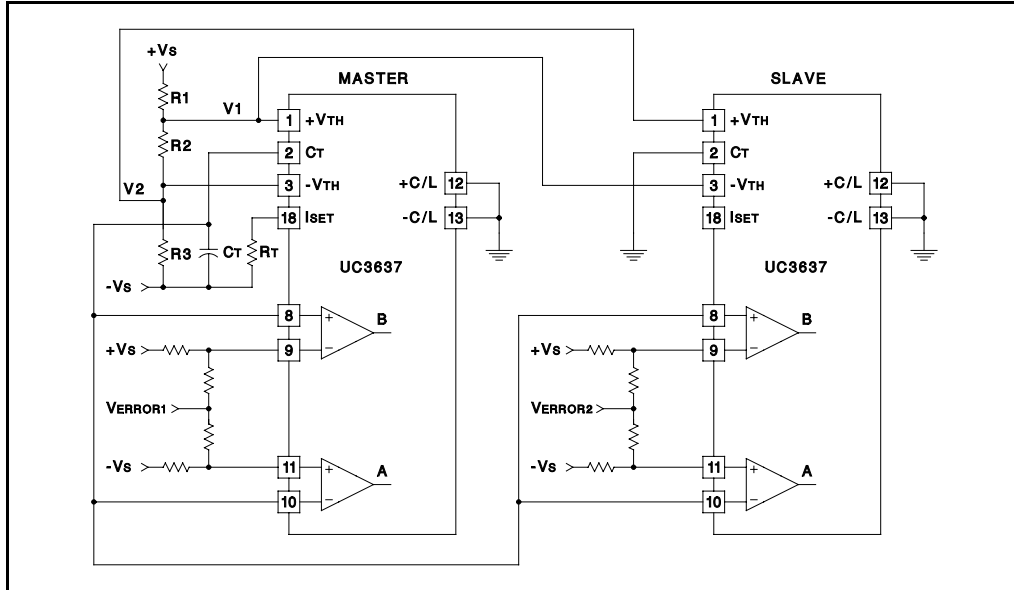 +Vs
MASTER
SLAVE
R1
V1
1 +VTH
1 +VTH
R2
2 CT
2 CT
V2
3 -VTH
+C/L 12
3 -VTH
+C/L 12
18 ISET
-C/L 13
18 ISET
-C/L 13
R3
CT
RT
UC3637
UC3637
-Vs
8 + B
8 + B
+Vs
9 −
+Vs
9 −
VERROR1
VERROR2
-Vs
11 + A
-Vs
11 + A
10 −
10 −